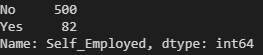 No     500
Yes     82
Name: Self_Employed, dtype: int64